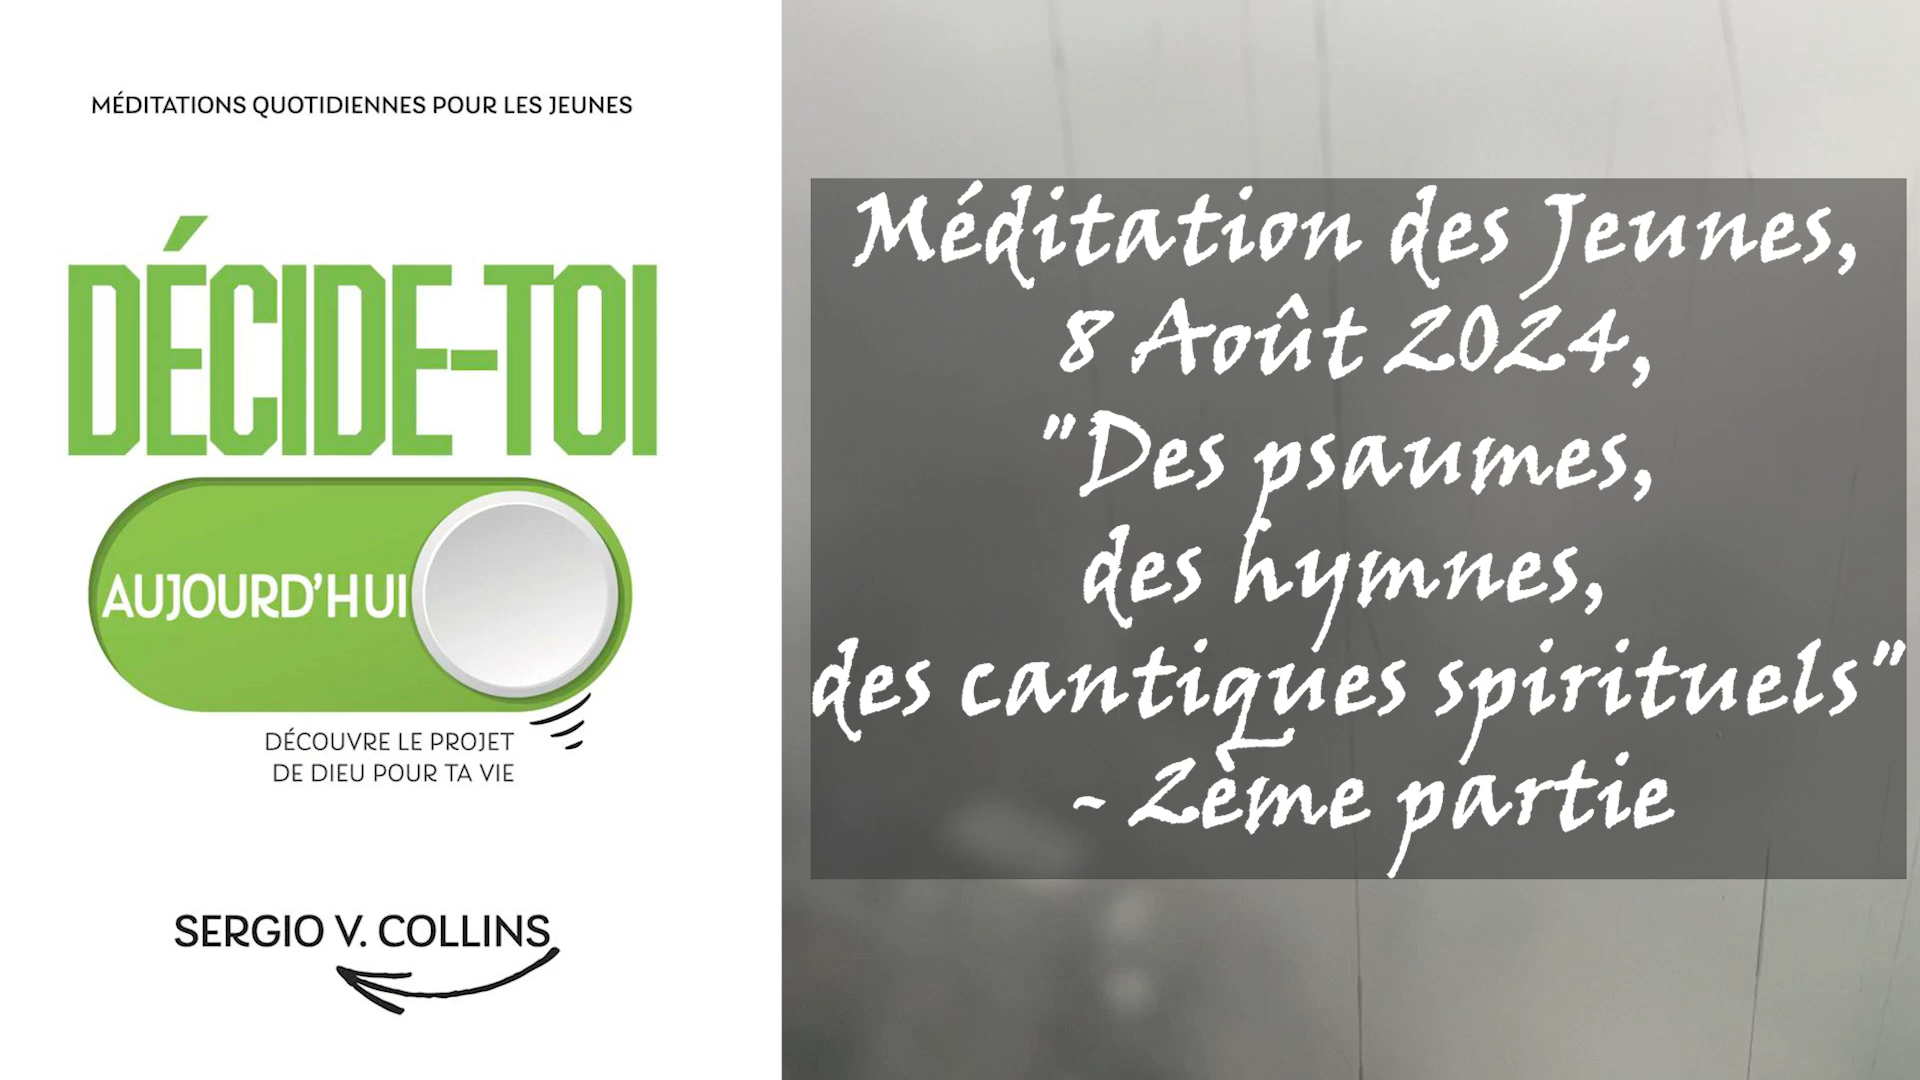 MÉDITATIONS QUOTIDIENNES POUR LES JEUNES
DÉCIDE-TOI
AUJOURD'HUI
DÉCOUVRE LE PROJET
DE DIEU POUR TA VIE
SERGIO V. COLLINS
Méditation des Jeunes,
8 Août 2024,
"Des psaumes,
des hymnes,
des cantiques spirituels"
- 2ème partie